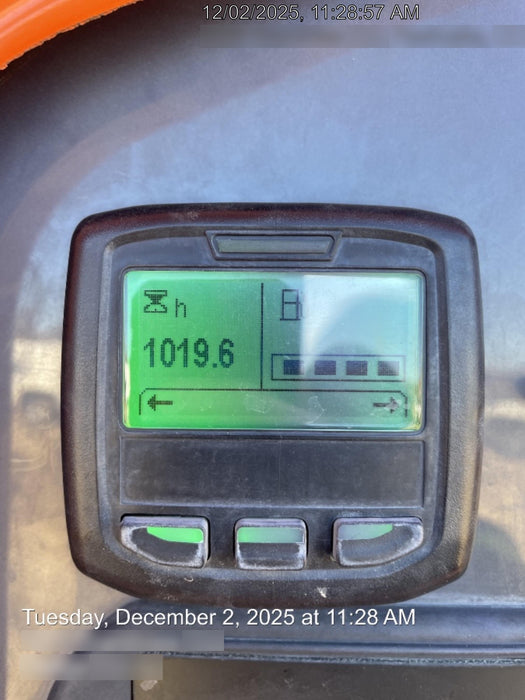 12/02/2025, 11:28:57 AM
h
1019.6
Tuesday, December 2, 2025 at 11:28 AM